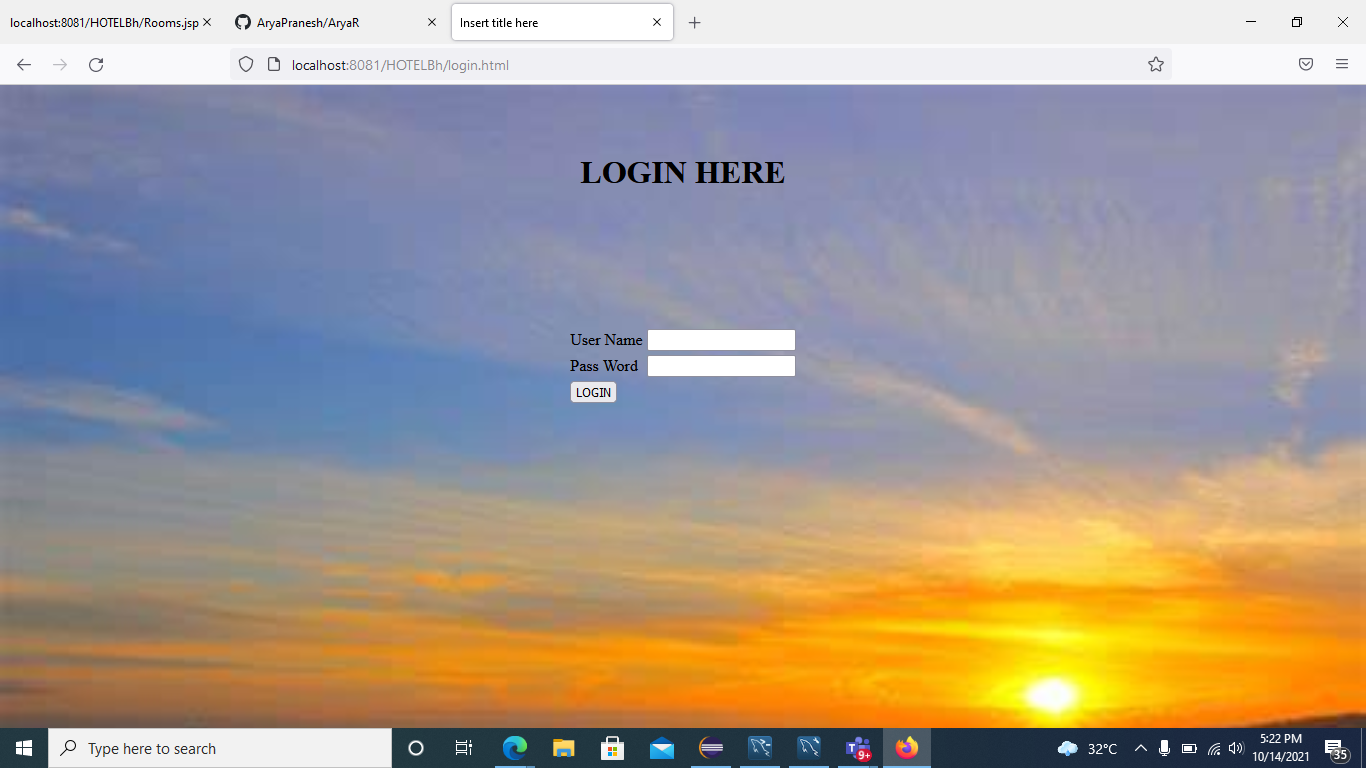 localhost:8081/HOTELBh/Rooms.jsp
AryaPranesh/AryaR
Insert title here
localhost:8081/HOTELBh/login.html
LOGIN HERE
User Name
Pass Word
LOGIN
Type here to search
9+
32°C
5:22 PM
10/14/2021
35